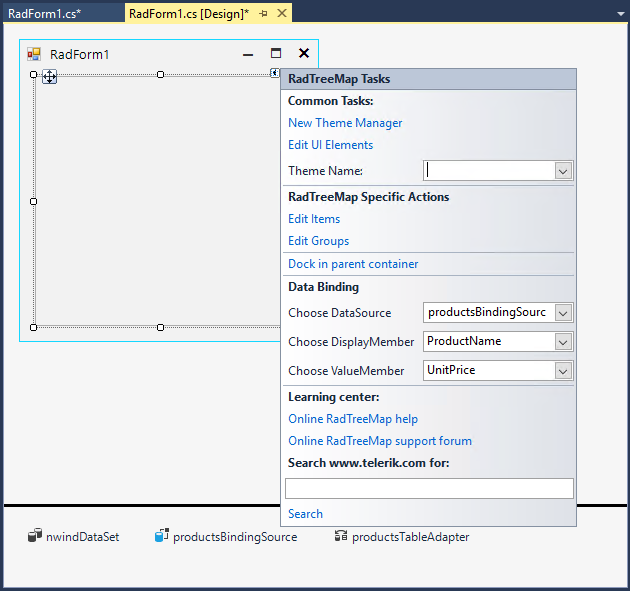 RadForm1.cs*
RadForm1.cs [Design]*
RadForm1
RadTreeMap Tasks
Common Tasks:
New Theme Manager
Edit UI Elements
Theme Name:
RadTreeMap Specific Actions
Edit Items
Edit Groups
Dock in parent container
Data Binding
Choose DataSource productsBindingSourc
Choose DisplayMember ProductName
Choose ValueMember UnitPrice
Learning center:
Online RadTreeMap help
Online RadTreeMap support forum
Search www.telerik.com for:
Search
nwindDataSet productsBindingSource productsTableAdapter